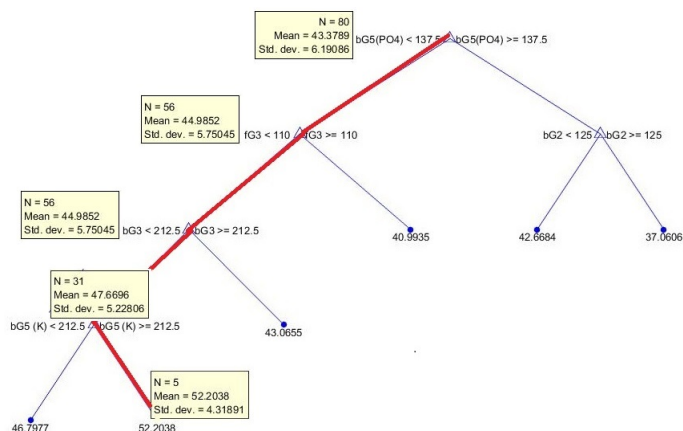 N = 80
Mean = 43.3789
Std. dev. = 6.19086
bG5(PO4) < 137.5 bG5(PO4) >= 137.5
N = 56
Mean = 44.9852
Std. dev. = 5.75045
fG3 < 110 fG3 >= 110
bG2 < 125 bG2 >= 125
N = 56
Mean = 44.9852
Std. dev. = 5.75045
bG3 < 212.5 bG3 >= 212.5
40.9935
42.6684
37.0606
N = 31
Mean = 47.6696
Std. dev. = 5.22806
bG5 (K) < 212.5 bG5 (K) >= 212.5
43.0655
N = 5
Mean = 52.2038
Std. dev. = 4.31891
46.7977
52.2038